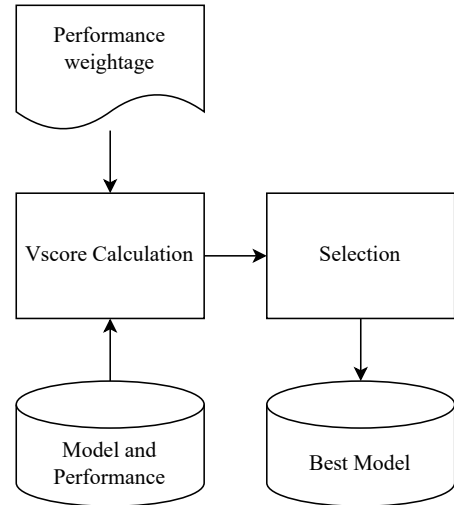 Performance
weightage
Vscore Calculation
Selection
Model and
Performance
Best Model